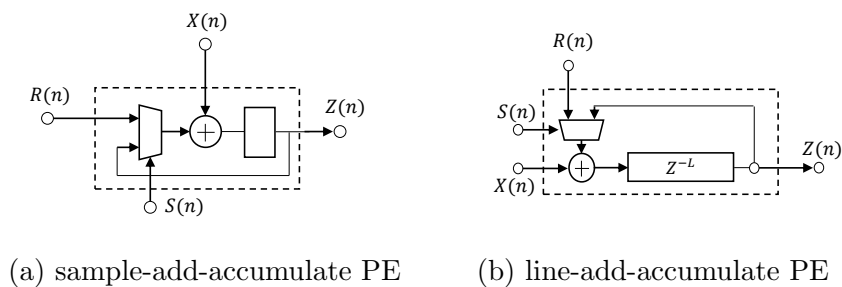 X(n)
R(n)
Z(n)
S(n)
(a) sample-add-accumulate PE
R(n)
S(n)
X(n)
Z^{-L}
Z(n)
(b) line-add-accumulate PE